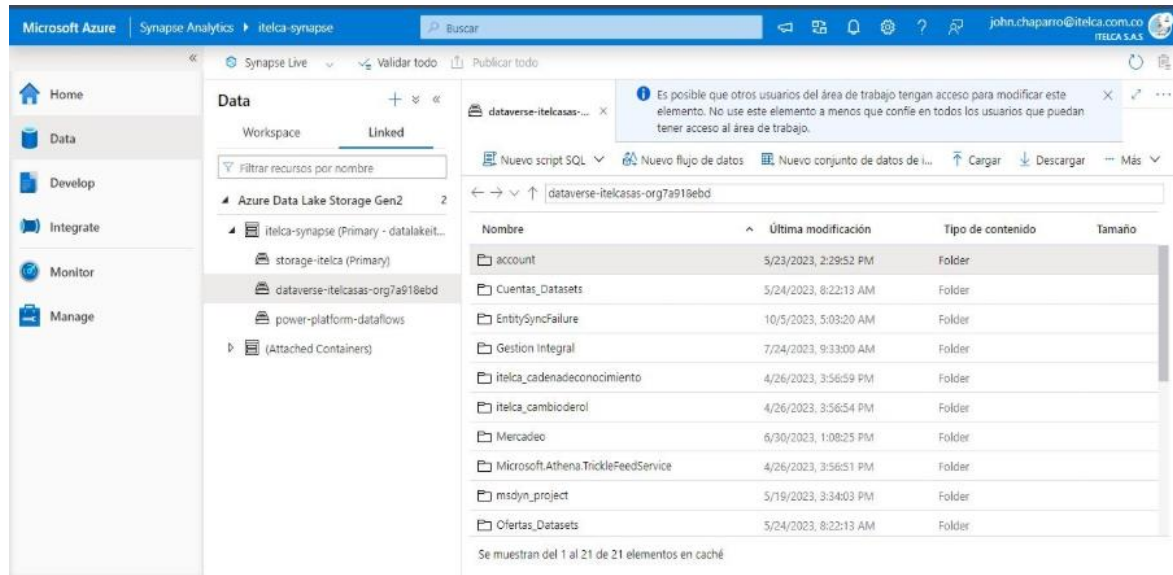 Microsoft Azure
Synapse Analytics
itelca-synapse
Buscar
john.chaparro@itelca.com.co
ITELCA S.A.S
Synapse Live
Validar todo
Publicar todo
Home
Data
Develop
Integrate
Monitor
Manage
Data
Workspace
Linked
Filtrar recursos por nombre
Azure Data Lake Storage Gen2 2
itelca-synapse (Primary - datalakeit...
storage-itelca (Primary)
dataverse-itelcasas-org7a918ebd
power-platform-dataflows
(Attached Containers)
dataverse-itelcasas-...
Es posible que otros usuarios del área de trabajo tengan acceso para modificar este
elemento. No use este elemento a menos que confíe en todos los usuarios que puedan
tener acceso al área de trabajo.
Nuevo script SQL
Nuevo flujo de datos
Nuevo conjunto de datos de i...
Cargar
Descargar
Más
dataverse-itelcasas-org7a918ebd
Nombre Última modificación Tipo de contenido Tamaño
account 5/23/2023, 2:29:52 PM Folder
Cuentas_Datasets 5/24/2023, 8:22:13 AM Folder
EntitySyncFailure 10/5/2023, 5:03:20 AM Folder
Gestion Integral 7/24/2023, 9:33:00 AM Folder
itelca_cadenadeconocimiento 4/26/2023, 3:56:59 PM Folder
itelca_cambioderol 4/26/2023, 3:56:54 PM Folder
Mercadeo 6/30/2023, 1:08:25 PM Folder
Microsoft.Athena.TrickleFeedService 4/26/2023, 3:56:51 PM Folder
msdyn_project 5/19/2023, 3:34:03 PM Folder
Ofertas_Datasets 5/24/2023, 8:22:13 AM Folder
Se muestran del 1 al 21 de 21 elementos en caché